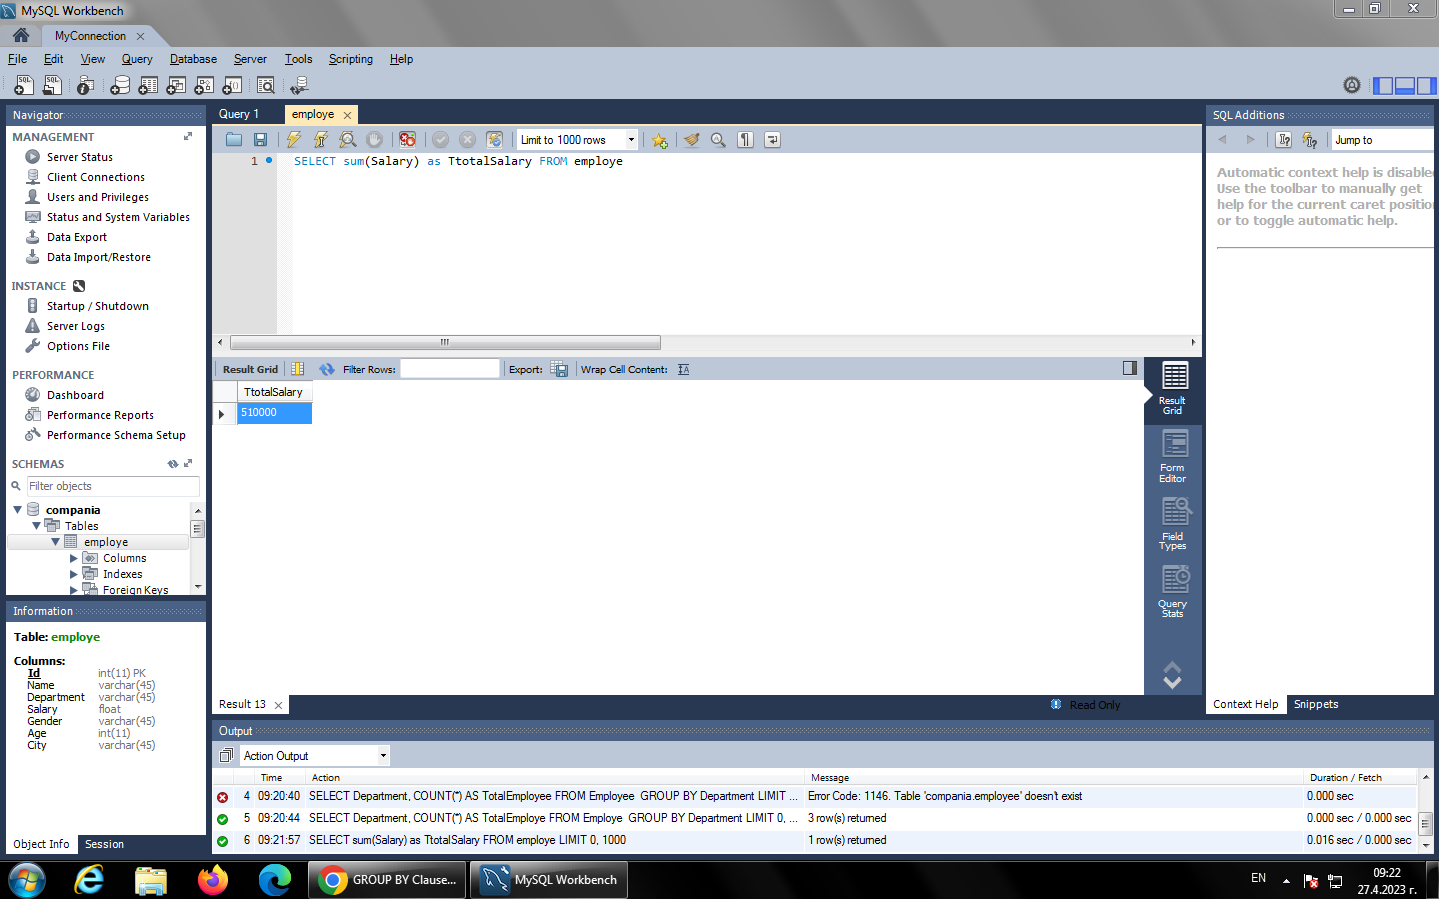 MySQL Workbench
MyConnection
File Edit View Query Database Server Tools Scripting Help
Navigator
MANAGEMENT
Server Status
Client Connections
Users and Privileges
Status and System Variables
Data Export
Data Import/Restore
INSTANCE
Startup / Shutdown
Server Logs
Options File
PERFORMANCE
Dashboard
Performance Reports
Performance Schema Setup
SCHEMAS
Filter objects
compania
Tables
employe
Columns
Indexes
Foreign Keys
Information
Table: employe
Columns:
Id int(11) PK
Name varchar(45)
Department varchar(45)
Salary float
Gender varchar(45)
Age int(11)
City varchar(45)
Object Info Session
Query 1 employe
Limit to 1000 rows
1 SELECT sum(Salary) as TtotalSalary FROM employe
Result Grid Filter Rows: Export: Wrap Cell Content:
TtotalSalary
510000
Result
Grid
Form
Editor
Field
Types
Query
Stats
Result 13 Read Only
SQL Additions
Jump to
Automatic context help is disabled
Use the toolbar to manually get
help for the current caret position
or to toggle automatic help.
Context Help Snippets
Output
Action Output
Time Action Message Duration / Fetch
4 09:20:40 SELECT Department, COUNT(*) AS TotalEmployee FROM Employee GROUP BY Department LIMIT ... Error Code: 1146. Table 'compania.employee' doesn't exist 0.000 sec
5 09:20:44 SELECT Department, COUNT(*) AS TotalEmploye FROM Employe GROUP BY Department LIMIT 0, ... 3 row(s) returned 0.000 sec / 0.000 sec
6 09:21:57 SELECT sum(Salary) as TtotalSalary FROM employe LIMIT 0, 1000 1 row(s) returned 0.016 sec / 0.000 sec
GROUP BY Clause... MySQL Workbench
EN
09:22
27.4.2023 г.